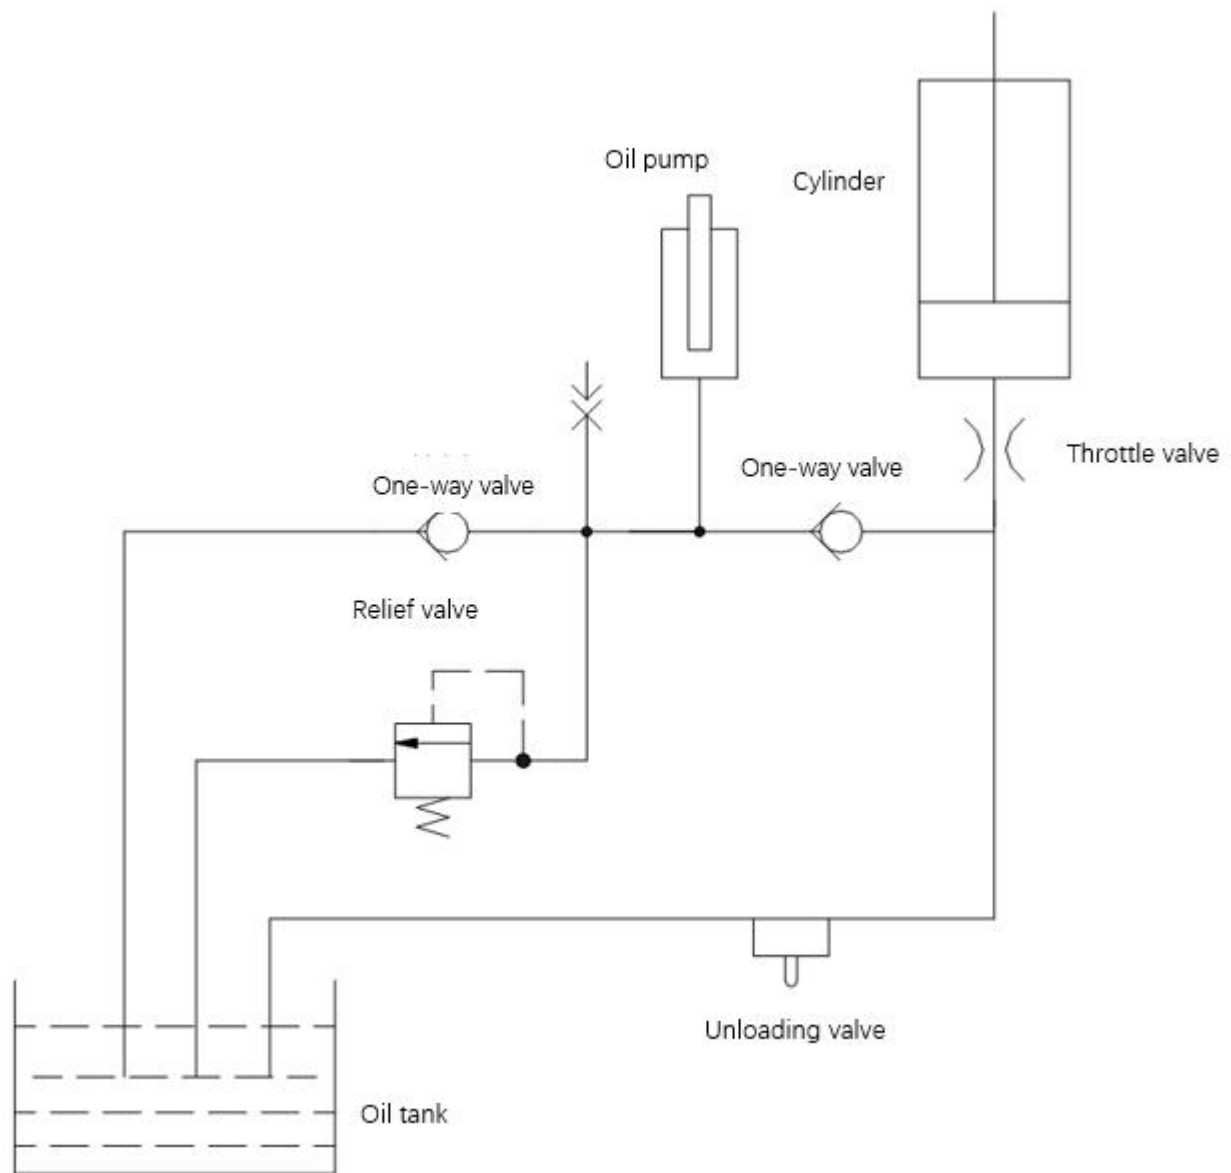 Oil pump
Cylinder
Throttle valve
One-way valve
One-way valve
Relief valve
Unloading valve
Oil tank